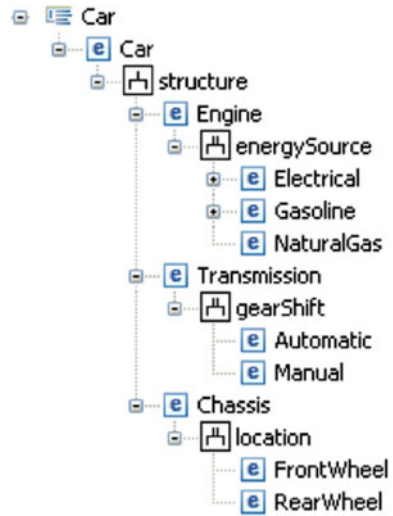 Car
e Car
structure
e Engine
energySource
e Electrical
e Gasoline
e NaturalGas
e Transmission
gearShift
e Automatic
e Manual
e Chassis
location
e FrontWheel
e RearWheel